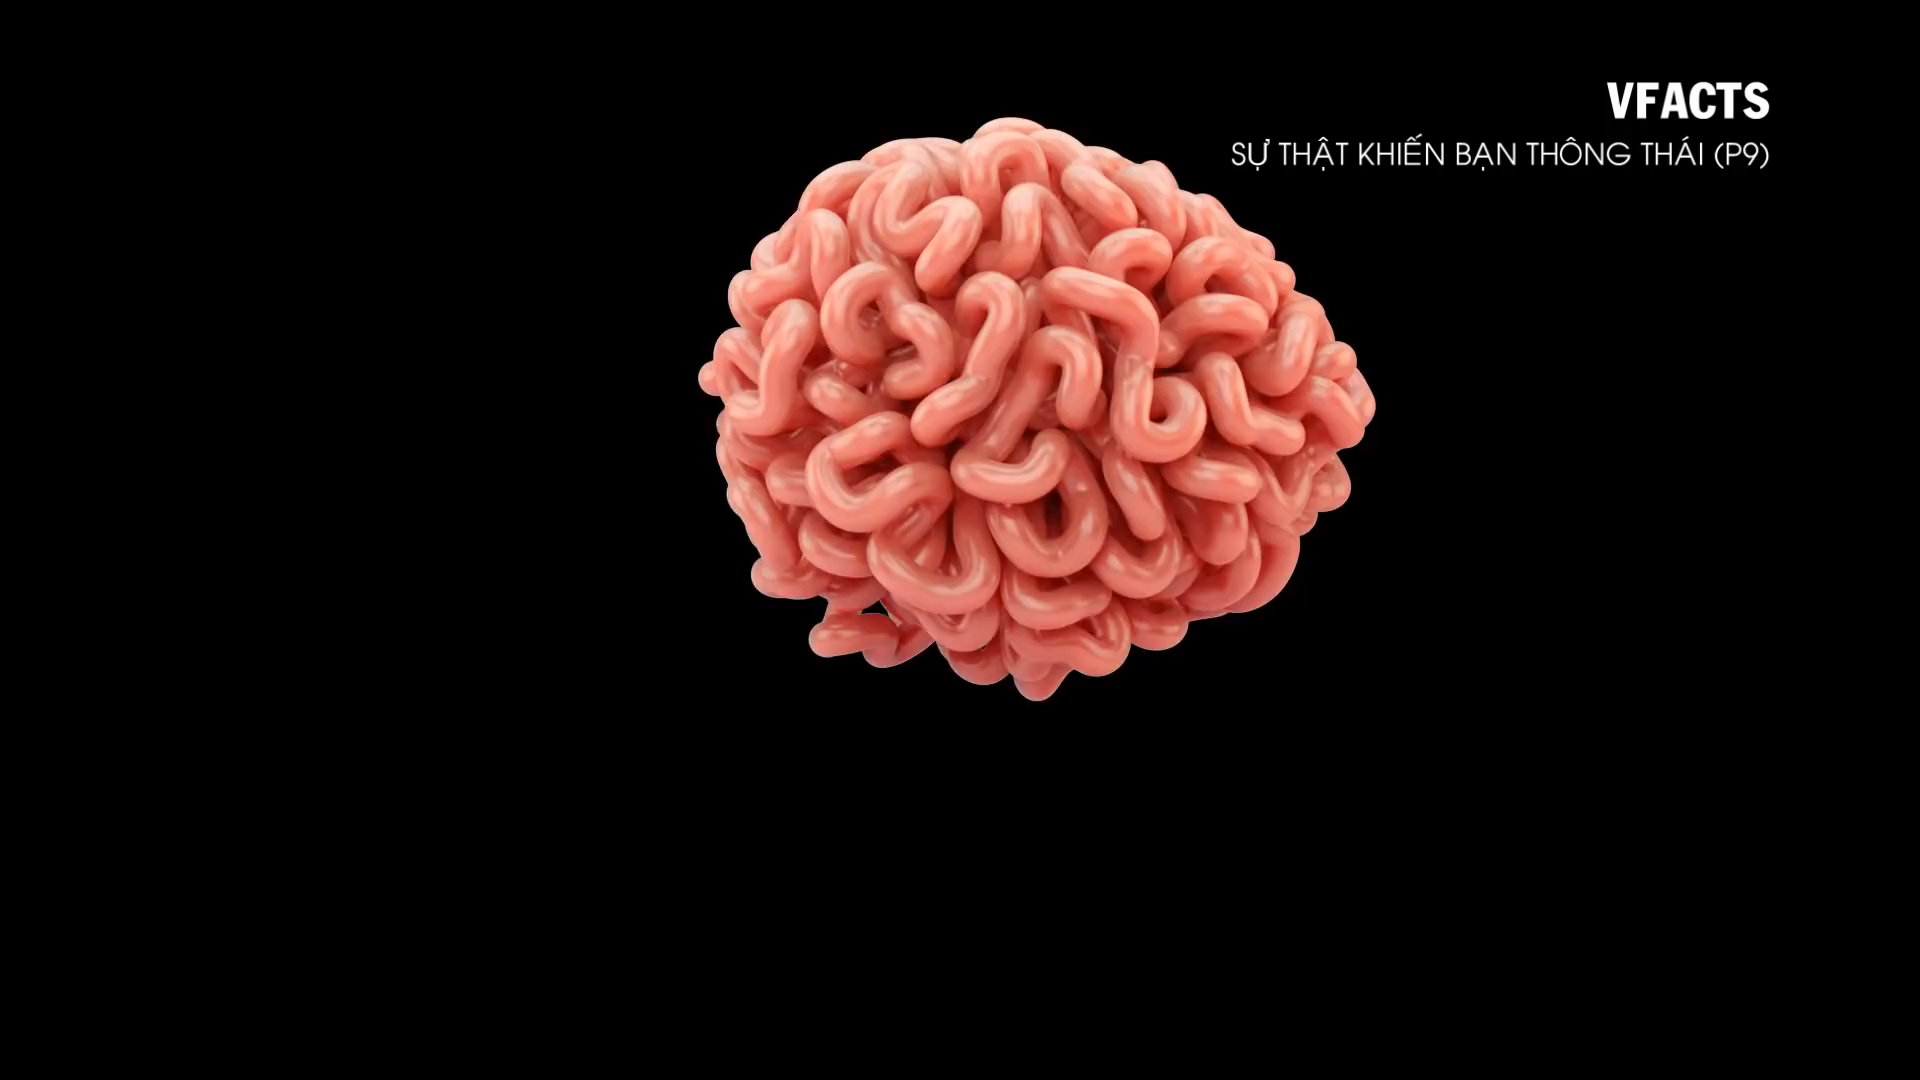 VFACTS
SỰ THẬT KHIẾN BẠN THÔNG THÁI (P9)